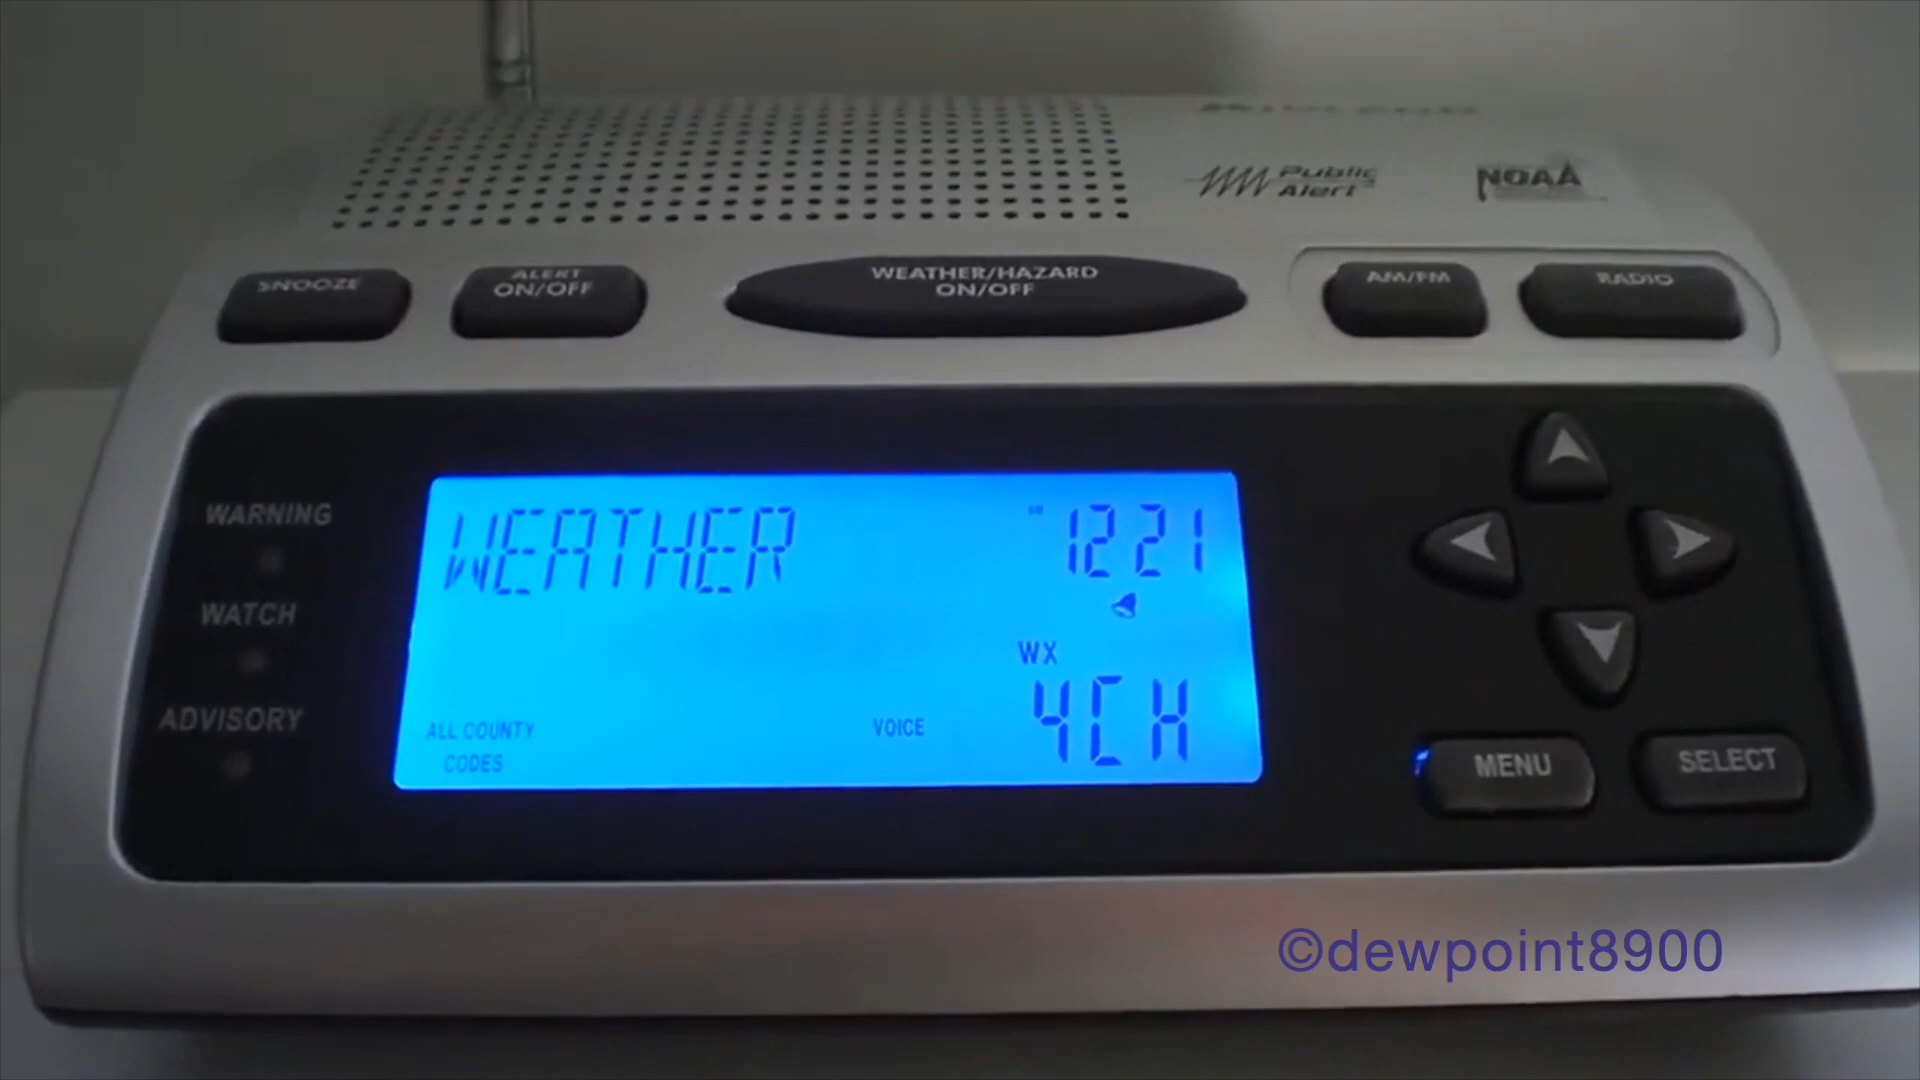 Public
Alert
NOAA
SNOOZE
ALERT
ON/OFF
WEATHER/HAZARD
ON/OFF
AM/FM
RADIO
WARNING
WATCH
ADVISORY
WEATHER
12 21
WX
4CH
ALL COUNTY
CODES
VOICE
MENU
SELECT
©dewpoint8900